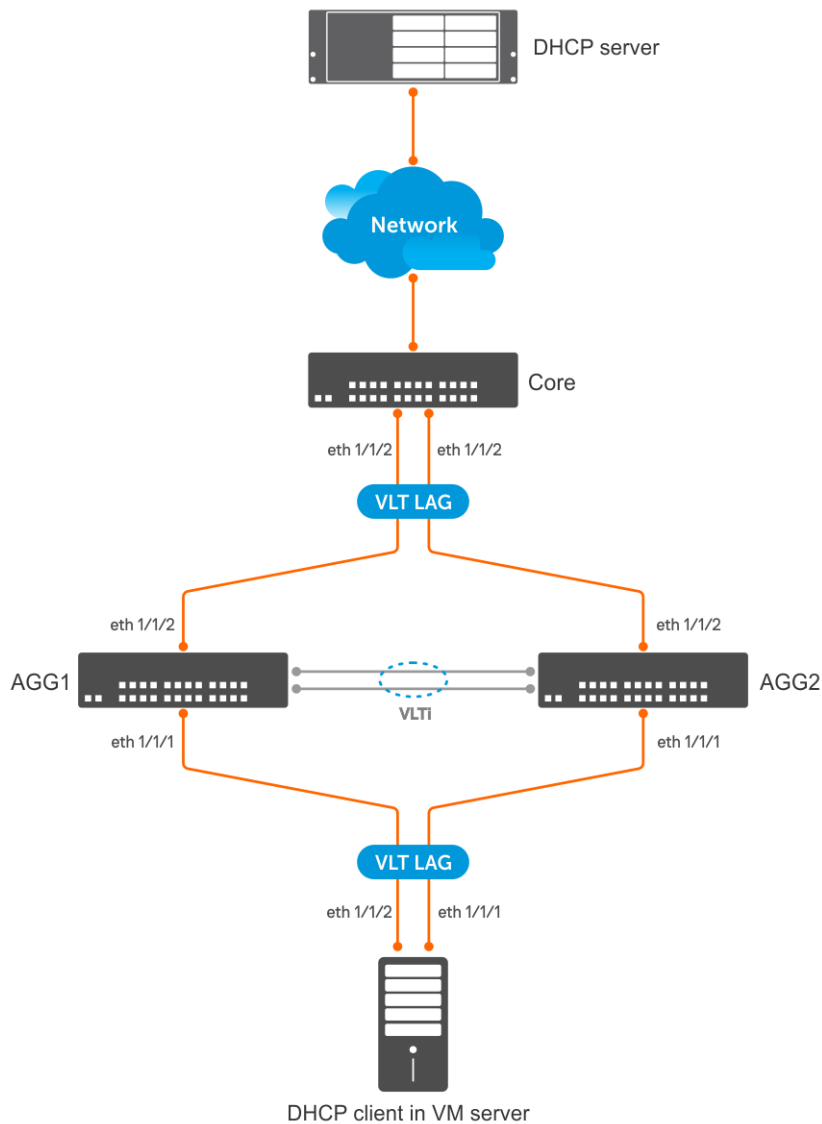 DHCP server
Network
Core
eth 1/1/2 eth 1/1/2
VLT LAG
eth 1/1/2 eth 1/1/2
AGG1 AGG2
VLTi
eth 1/1/1 eth 1/1/1
VLT LAG
eth 1/1/2 eth 1/1/1
DHCP client in VM server